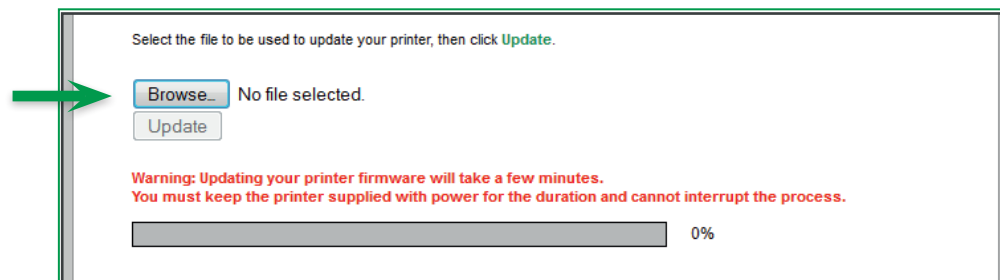 Select the file to be used to update your printer, then click Update.
Browse... No file selected.
Update
Warning: Updating your printer firmware will take a few minutes.
You must keep the printer supplied with power for the duration and cannot interrupt the process.
0%